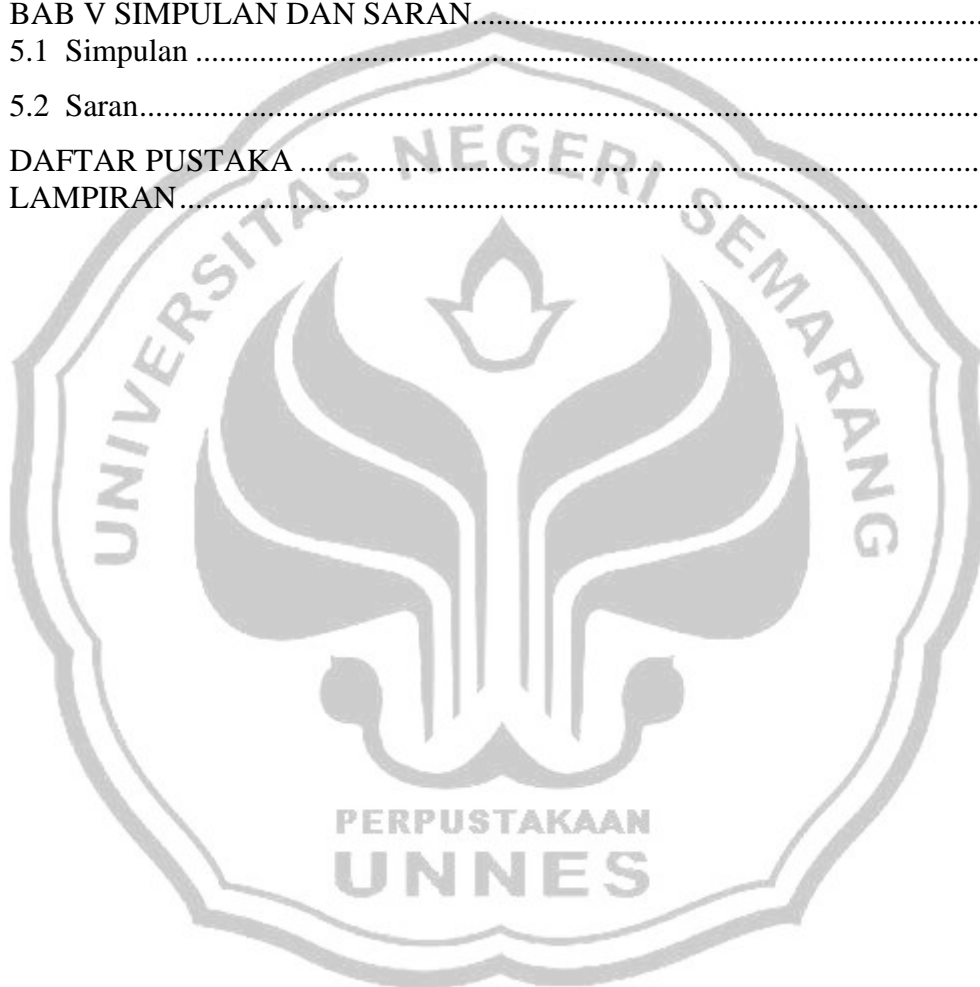 BAB V SIMPULAN DAN SARAN........................................................................
5.1 Simpulan ....................................................................................................
5.2 Saran...........................................................................................................
DAFTAR PUSTAKA .......................................................................................
LAMPIRAN......................................................................................................
UNIVERSITAS NEGERI SEMARANG
PERPUSTAKAAN
UNNES